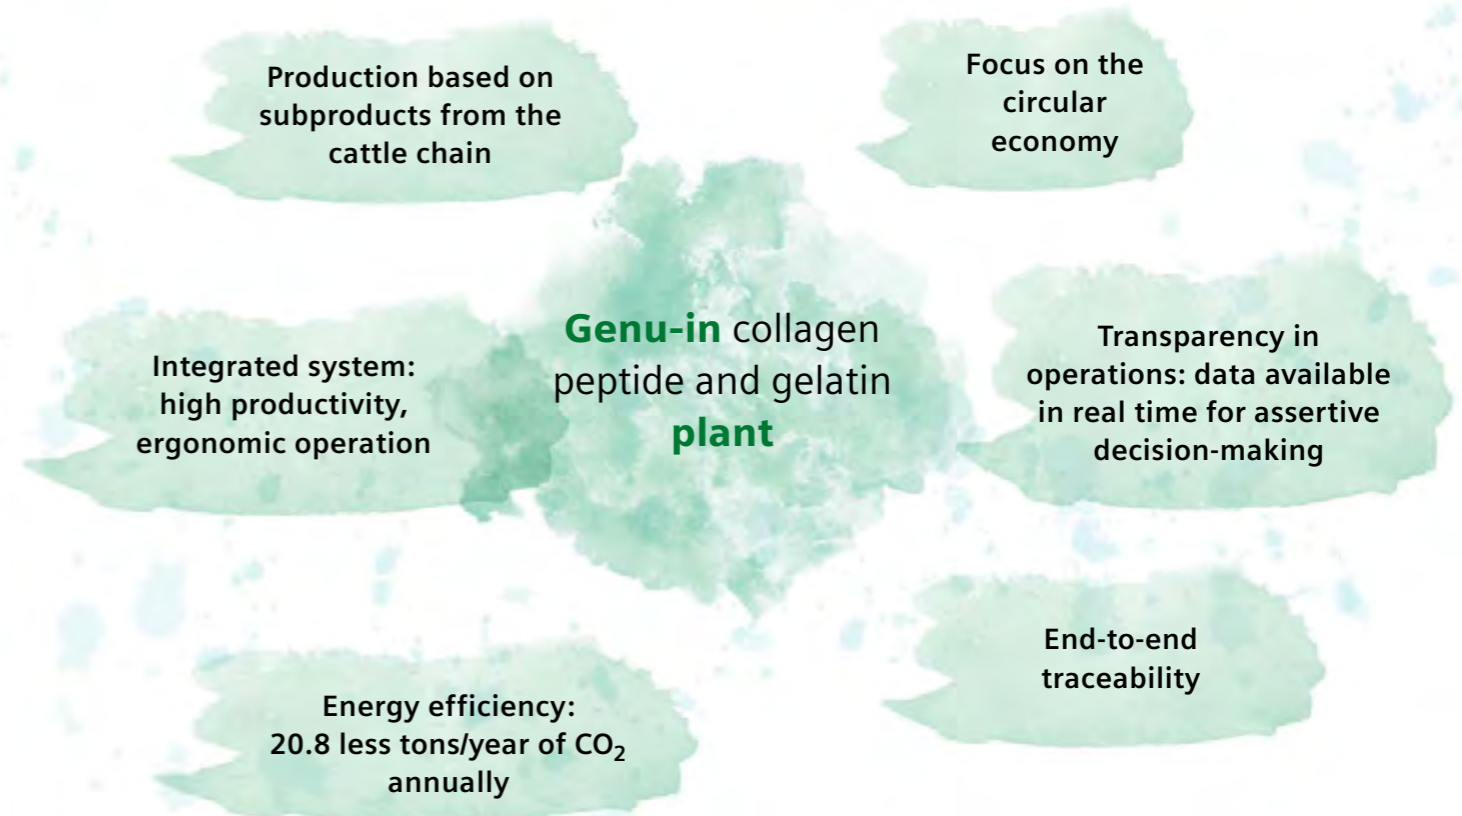 Production based on
subproducts from the
cattle chain
Focus on the
circular
economy
Genu-in collagen
peptide and gelatin
plant
Integrated system:
high productivity,
ergonomic operation
Transparency in
operations: data available
in real time for assertive
decision-making
Energy efficiency:
20.8 less tons/year of CO₂
annually
End-to-end
traceability